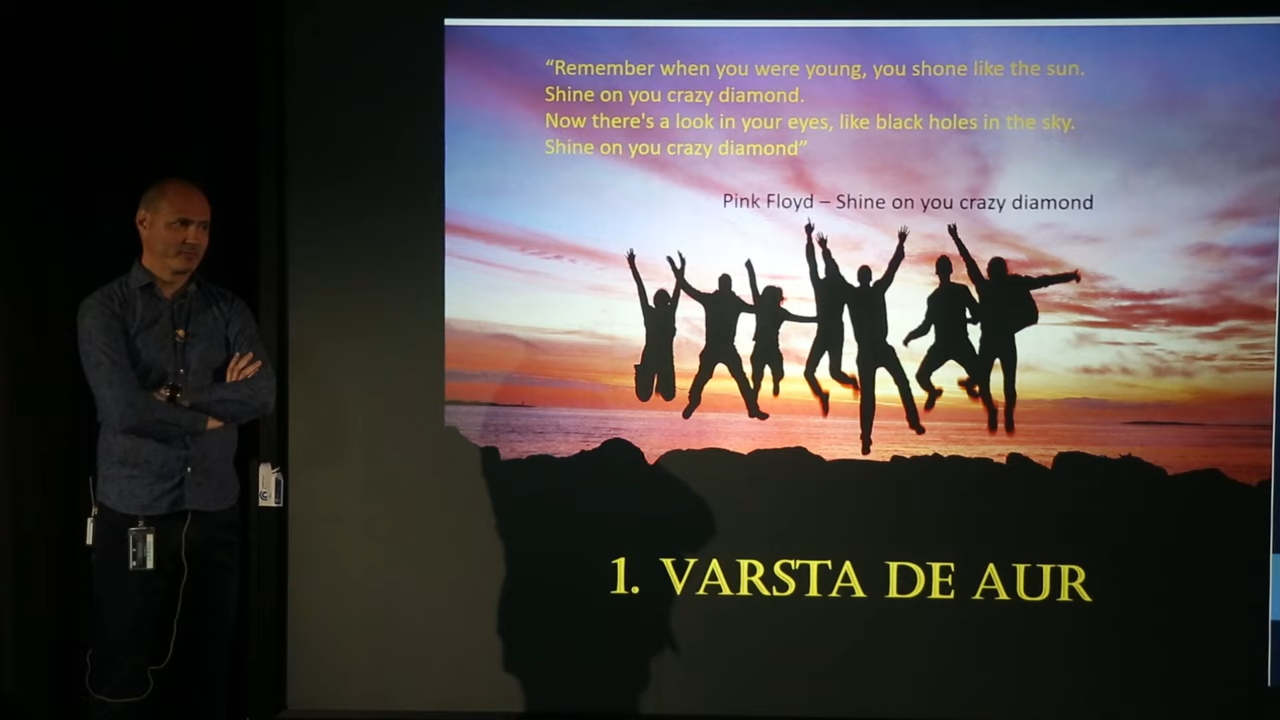 “Remember when you were young, you shone like the sun.
Shine on you crazy diamond.
Now there's a look in your eyes, like black holes in the sky.
Shine on you crazy diamond”
Pink Floyd – Shine on you crazy diamond
1. VARSTA DE AUR